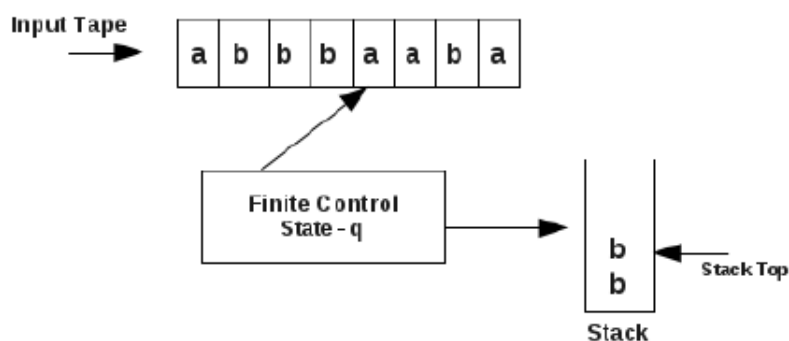 Input Tape
a b b b a a b a
Finite Control
State - q
b
b
Stack Top
Stack